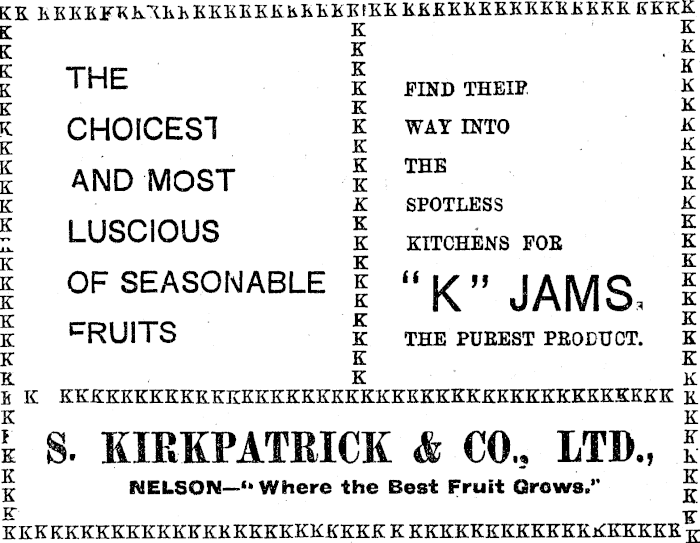 THE
CHOICEST
AND MOST
LUSCIOUS
OF SEASONABLE
FRUITS
FIND THEIR
WAY INTO
THE
SPOTLESS
KITCHENS FOR
"K" JAMS.
THE PUREST PRODUCT.
S. KIRKPATRICK & CO., LTD.,
NELSON—"Where the Best Fruit Grows."